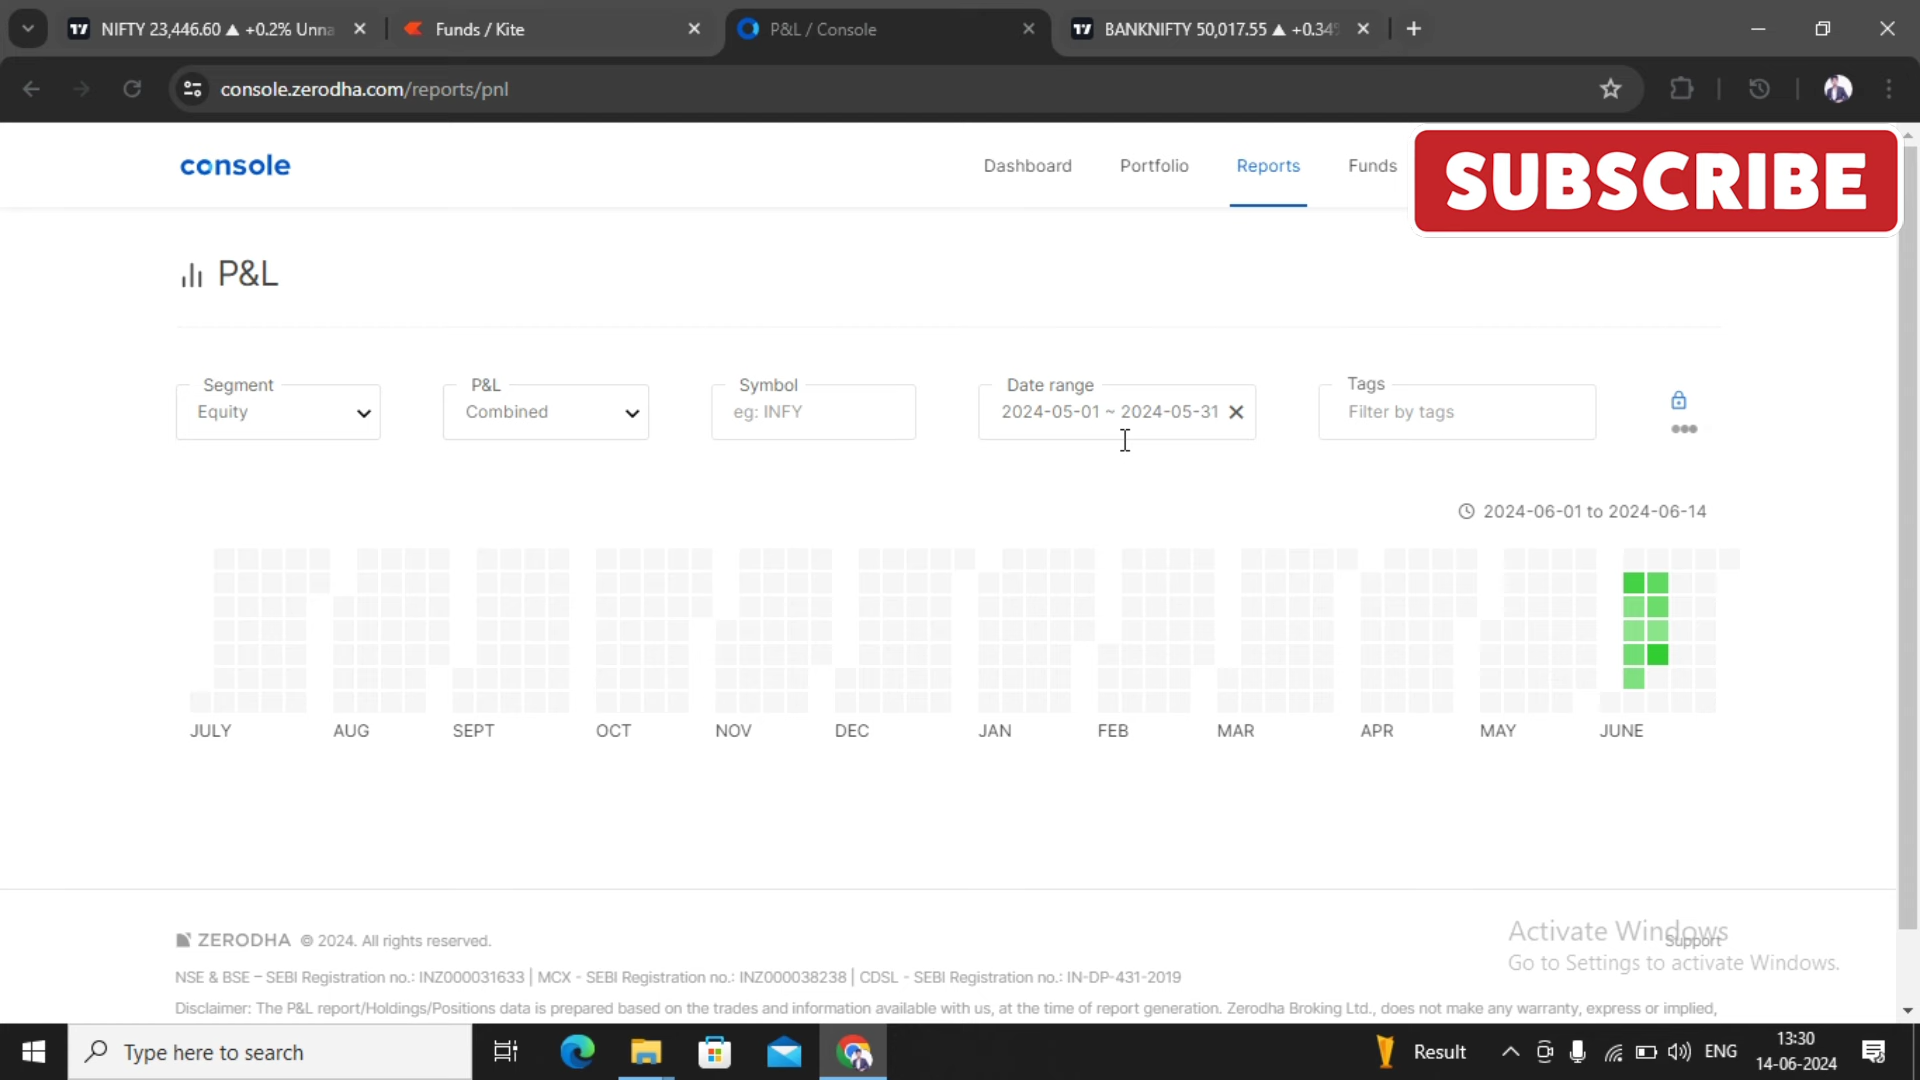 NIFTY 23,446.60 ▲ +0.2% Unna
Funds / Kite
P&L / Console
BANKNIFTY 50,017.55 ▲ +0.34%
console.zerodha.com/reports/pnl
console
Dashboard
Portfolio
Reports
Funds
SUBSCRIBE
P&L
Segment
Equity
P&L
Combined
Symbol
eg: INFY
Date range
2024-05-01 ~ 2024-05-31
Tags
Filter by tags
2024-06-01 to 2024-06-14
JULY AUG SEPT OCT NOV DEC JAN FEB MAR APR MAY JUNE
ZERODHA © 2024. All rights reserved.
Support
NSE & BSE – SEBI Registration no.: INZ000031633 | MCX - SEBI Registration no.: INZ000038238 | CDSL - SEBI Registration no.: IN-DP-431-2019
Disclaimer: The P&L report/Holdings/Positions data is prepared based on the trades and information available with us, at the time of report generation. Zerodha Broking Ltd., does not make any warranty, express or implied,
Activate Windows
Go to Settings to activate Windows.
Type here to search
Result
ENG
13:30
14-06-2024